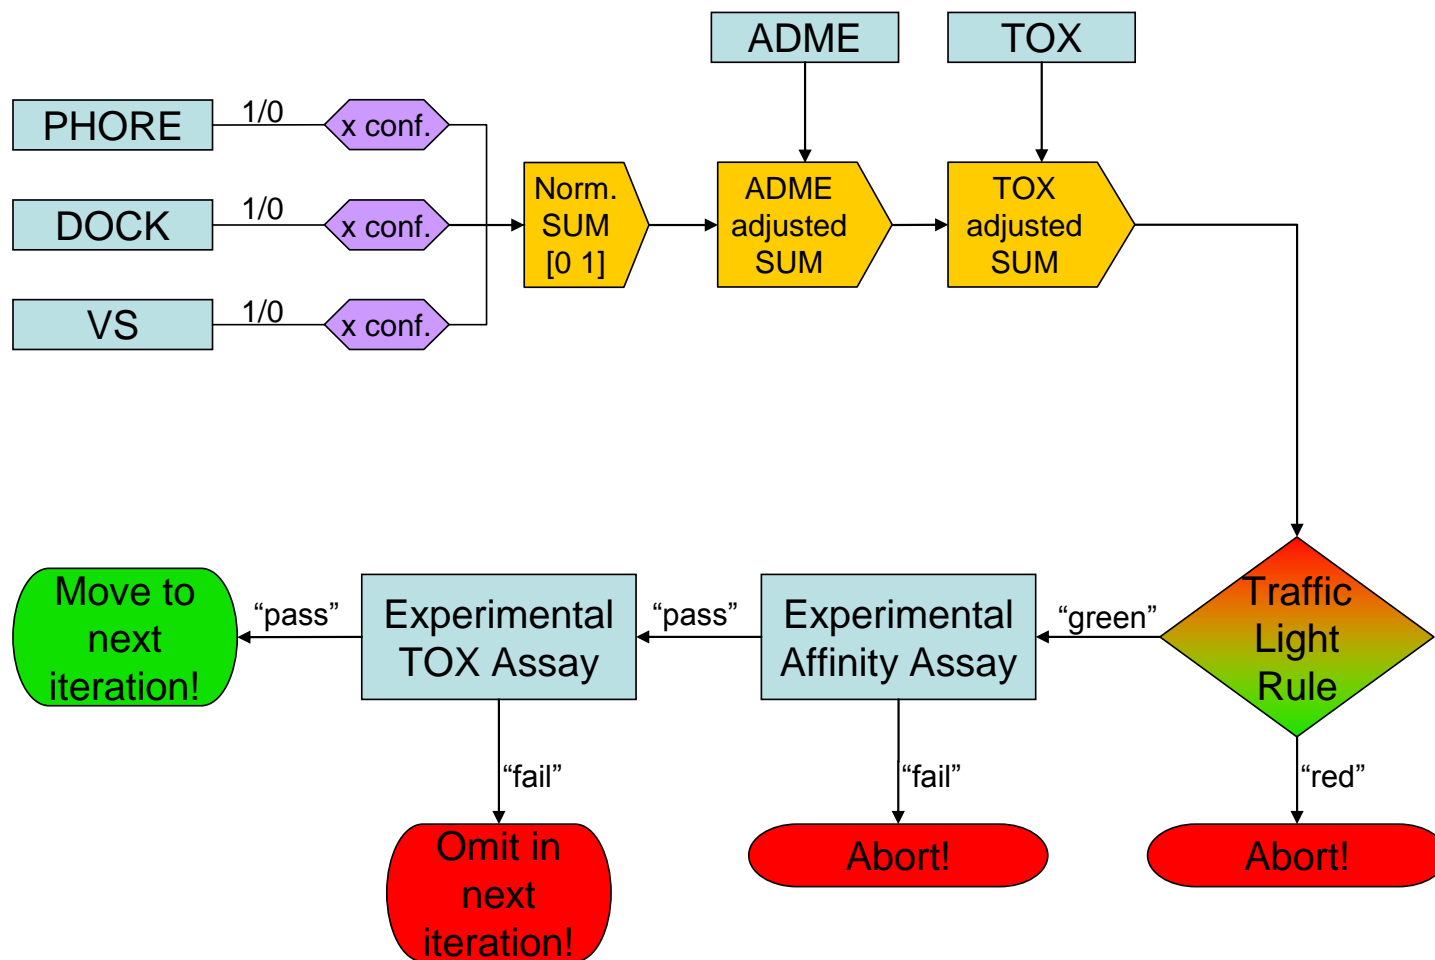 ADME
TOX
PHORE
1/0
x conf.
DOCK
1/0
x conf.
VS
1/0
x conf.
Norm.
SUM
[0 1]
ADME
adjusted
SUM
TOX
adjusted
SUM
Traffic
Light
Rule
“green”
“red”
Abort!
Experimental
Affinity Assay
“pass”
“fail”
Abort!
Experimental
TOX Assay
“pass”
“fail”
Omit in
next
iteration!
Move to
next
iteration!